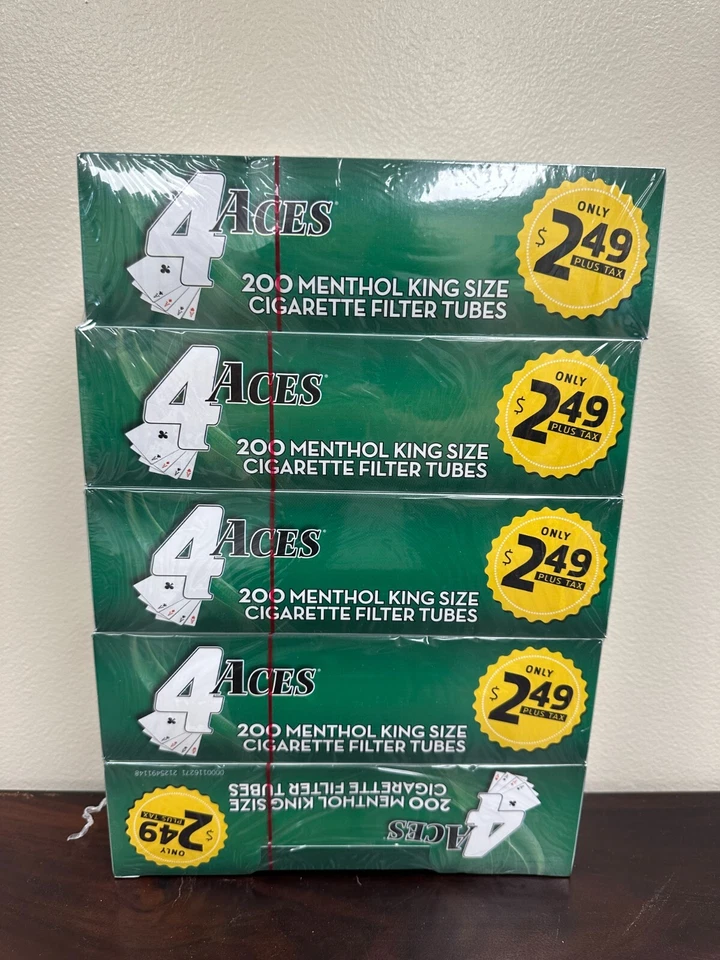 4 ACES®
ONLY
$2.49
PLUS TAX
200 MENTHOL KING SIZE
CIGARETTE FILTER TUBES
4 ACES®
ONLY
$2.49
PLUS TAX
200 MENTHOL KING SIZE
CIGARETTE FILTER TUBES
4 ACES®
ONLY
$2.49
PLUS TAX
200 MENTHOL KING SIZE
CIGARETTE FILTER TUBES
4 ACES®
ONLY
$2.49
PLUS TAX
200 MENTHOL KING SIZE
CIGARETTE FILTER TUBES
4 ACES
ONLY
$2.49
PLUS TAX
200 MENTHOL KING SIZE
CIGARETTE FILTER TUBES